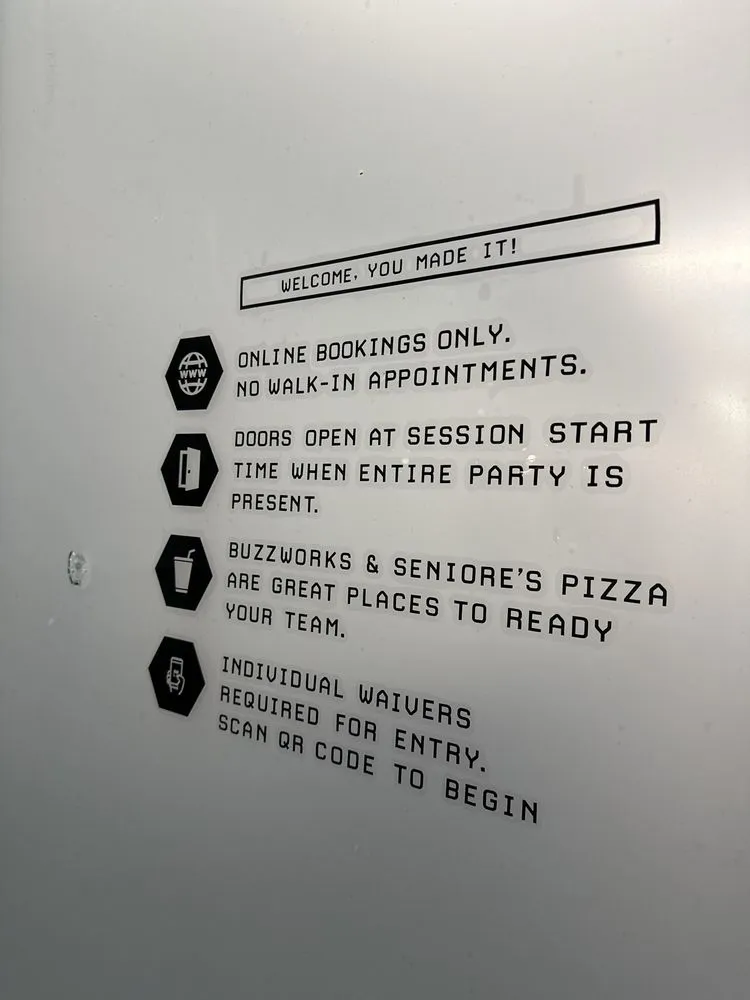 WELCOME, YOU MADE IT!
WWW
ONLINE BOOKINGS ONLY.
NO WALK-IN APPOINTMENTS.
DOORS OPEN AT SESSION START
TIME WHEN ENTIRE PARTY IS
PRESENT.
BUZZWORKS & SENIORE'S PIZZA
ARE GREAT PLACES TO READY
YOUR TEAM.
INDIVIDUAL WAIVERS
REQUIRED FOR ENTRY.
SCAN QR CODE TO BEGIN